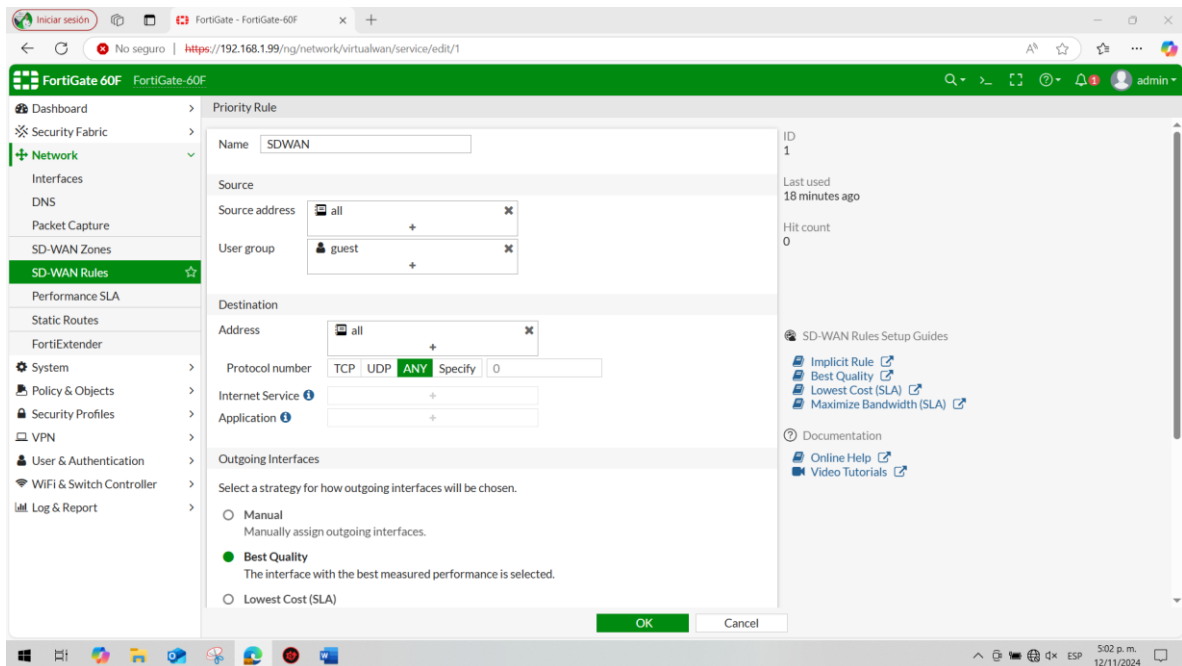 Iniciar sesión
FortiGate - FortiGate-60F
No seguro
https://192.168.1.99/ng/network/virtualwan/service/edit/1
FortiGate 60F FortiGate-60F
1
admin
Dashboard
Security Fabric
Network
Interfaces
DNS
Packet Capture
SD-WAN Zones
SD-WAN Rules
Performance SLA
Static Routes
FortiExtender
System
Policy & Objects
Security Profiles
VPN
User & Authentication
WiFi & Switch Controller
Log & Report
Priority Rule
Name SDWAN
Source
Source address all
+
User group guest
+
Destination
Address all
+
Protocol number TCP UDP ANY Specify 0
Internet Service +
Application +
Outgoing Interfaces
Select a strategy for how outgoing interfaces will be chosen.
Manual
Manually assign outgoing interfaces.
Best Quality
The interface with the best measured performance is selected.
Lowest Cost (SLA)
OK Cancel
ID
1
Last used
18 minutes ago
Hit count
0
SD-WAN Rules Setup Guides
Implicit Rule
Best Quality
Lowest Cost (SLA)
Maximize Bandwidth (SLA)
Documentation
Online Help
Video Tutorials
ESP
5:02 p. m.
12/11/2024